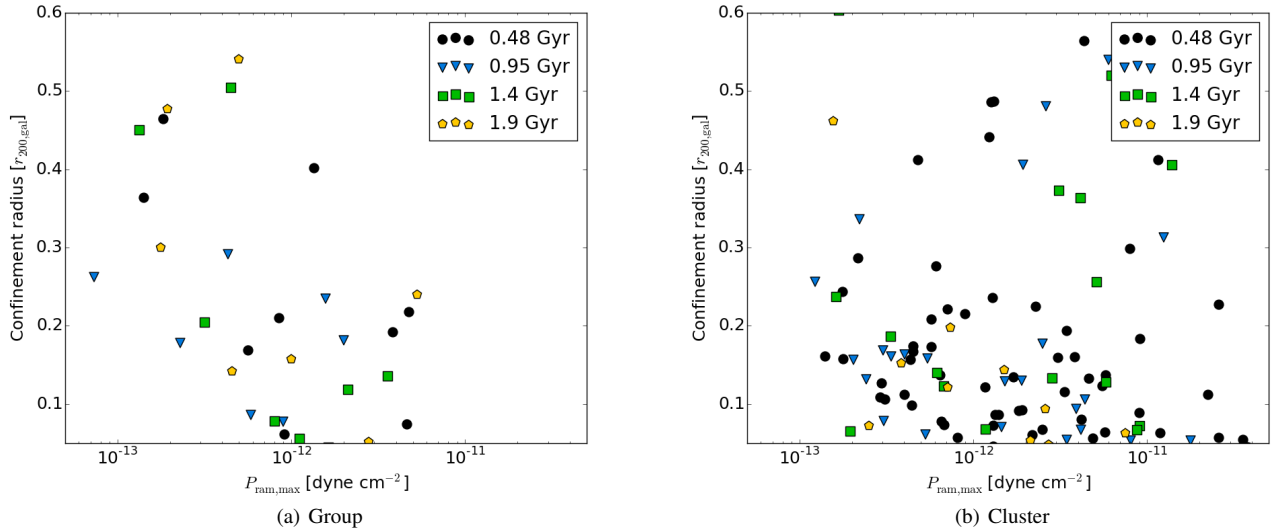 0.6
0.5
0.4
0.3
0.2
0.1
Confinement radius [r200,gal]
0.48 Gyr
0.95 Gyr
1.4 Gyr
1.9 Gyr
10-13
10-12
10-11
Pram,max [dyne cm−2]
(a) Group
0.6
0.5
0.4
0.3
0.2
0.1
Confinement radius [r200,gal]
0.48 Gyr
0.95 Gyr
1.4 Gyr
1.9 Gyr
10-13
10-12
10-11
Pram,max [dyne cm−2]
(b) Cluster